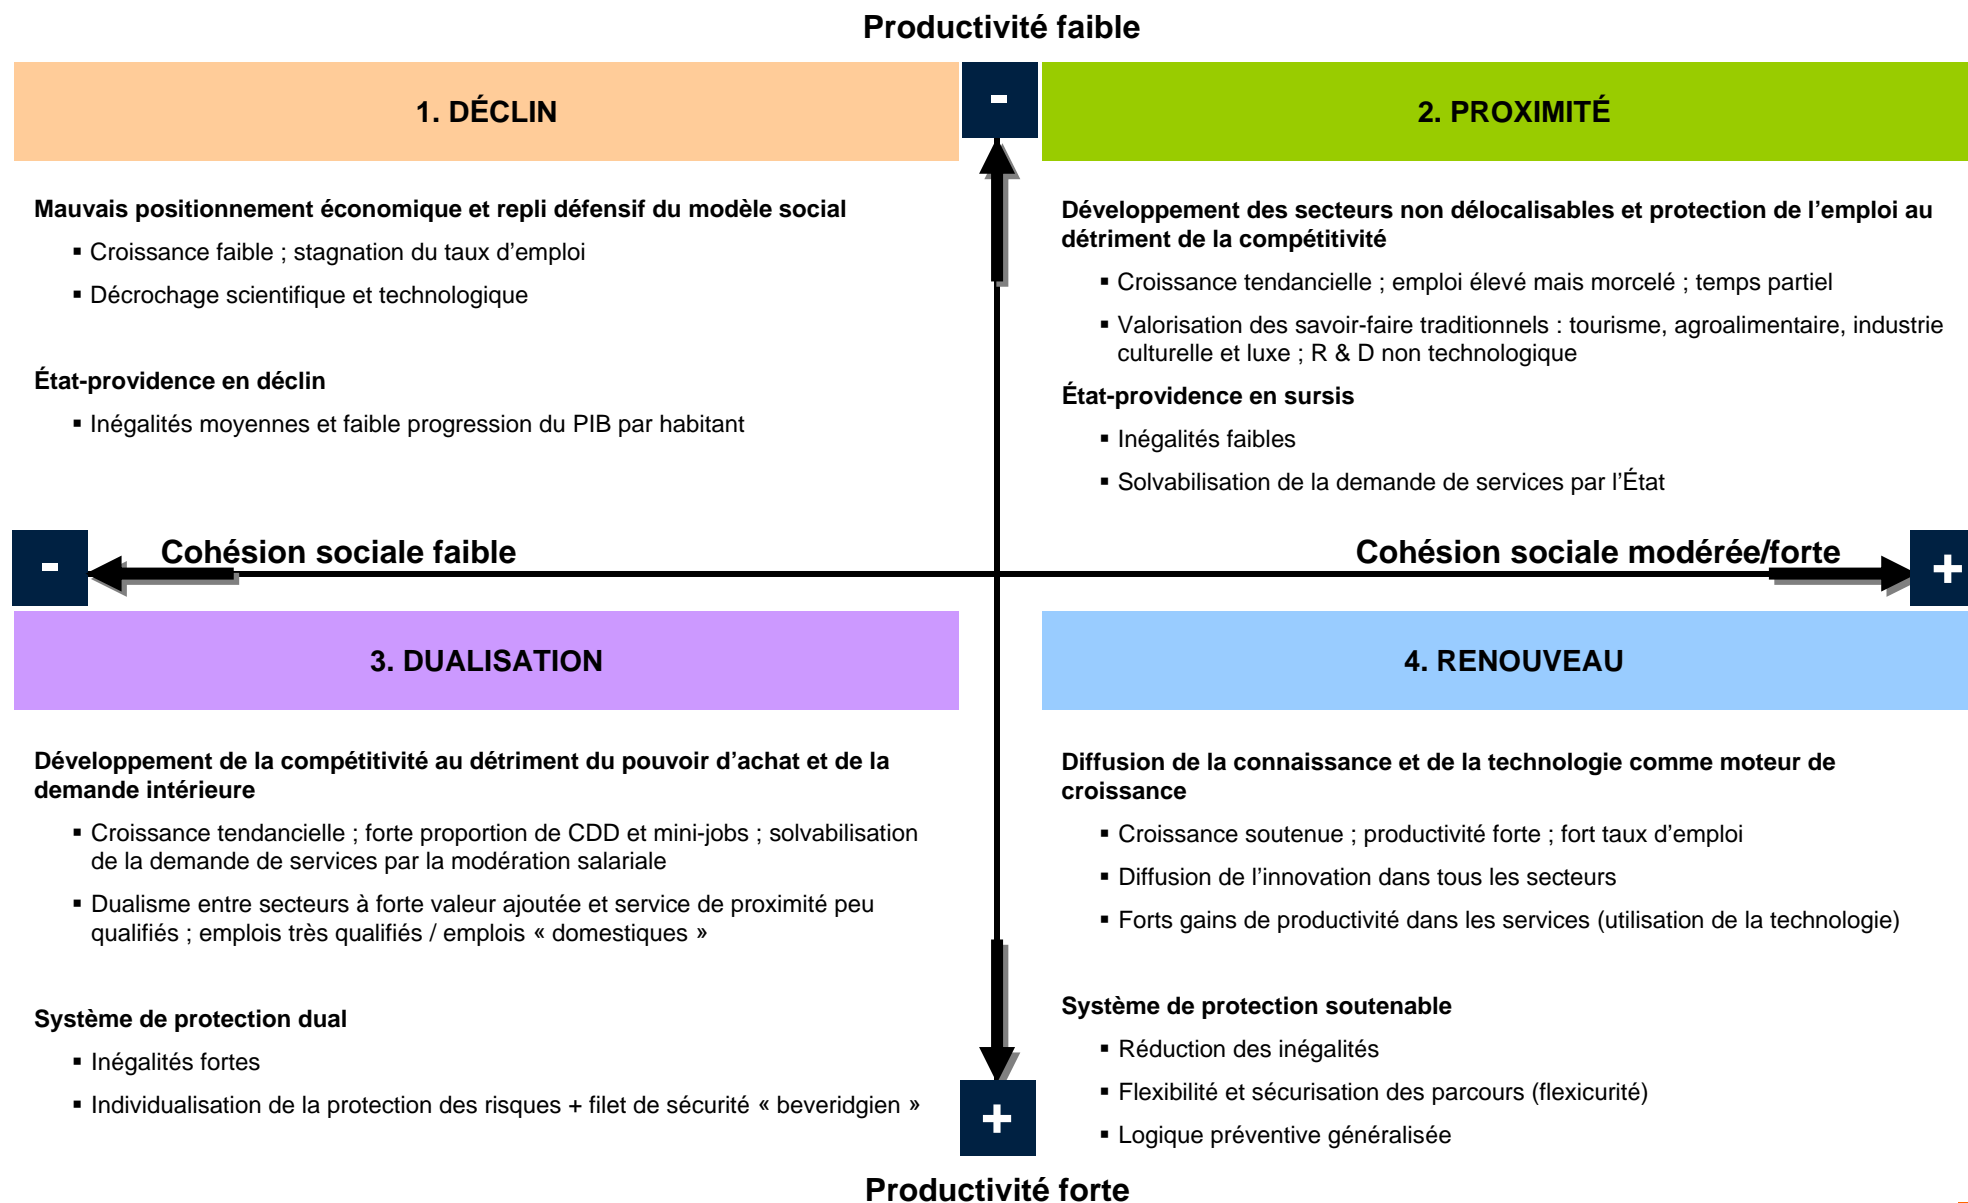 Productivité faible
-
1. DÉCLIN
Mauvais positionnement économique et repli défensif du modèle social
▪ Croissance faible ; stagnation du taux d’emploi
▪ Décrochage scientifique et technologique
État-providence en déclin
▪ Inégalités moyennes et faible progression du PIB par habitant
2. PROXIMITÉ
Développement des secteurs non délocalisables et protection de l’emploi au
détriment de la compétitivité
▪ Croissance tendancielle ; emploi élevé mais morcelé ; temps partiel
▪ Valorisation des savoir-faire traditionnels : tourisme, agroalimentaire, industrie
culturelle et luxe ; R & D non technologique
État-providence en sursis
▪ Inégalités faibles
▪ Solvabilisation de la demande de services par l’État
-
Cohésion sociale faible
Cohésion sociale modérée/forte
+
3. DUALISATION
Développement de la compétitivité au détriment du pouvoir d’achat et de la
demande intérieure
▪ Croissance tendancielle ; forte proportion de CDD et mini-jobs ; solvabilisation
de la demande de services par la modération salariale
▪ Dualisme entre secteurs à forte valeur ajoutée et service de proximité peu
qualifiés ; emplois très qualifiés / emplois « domestiques »
Système de protection dual
▪ Inégalités fortes
▪ Individualisation de la protection des risques + filet de sécurité « beveridgien »
4. RENOUVEAU
Diffusion de la connaissance et de la technologie comme moteur de
croissance
▪ Croissance soutenue ; productivité forte ; fort taux d’emploi
▪ Diffusion de l’innovation dans tous les secteurs
▪ Forts gains de productivité dans les services (utilisation de la technologie)
Système de protection soutenable
▪ Réduction des inégalités
▪ Flexibilité et sécurisation des parcours (flexicurité)
▪ Logique préventive généralisée
+
Productivité forte